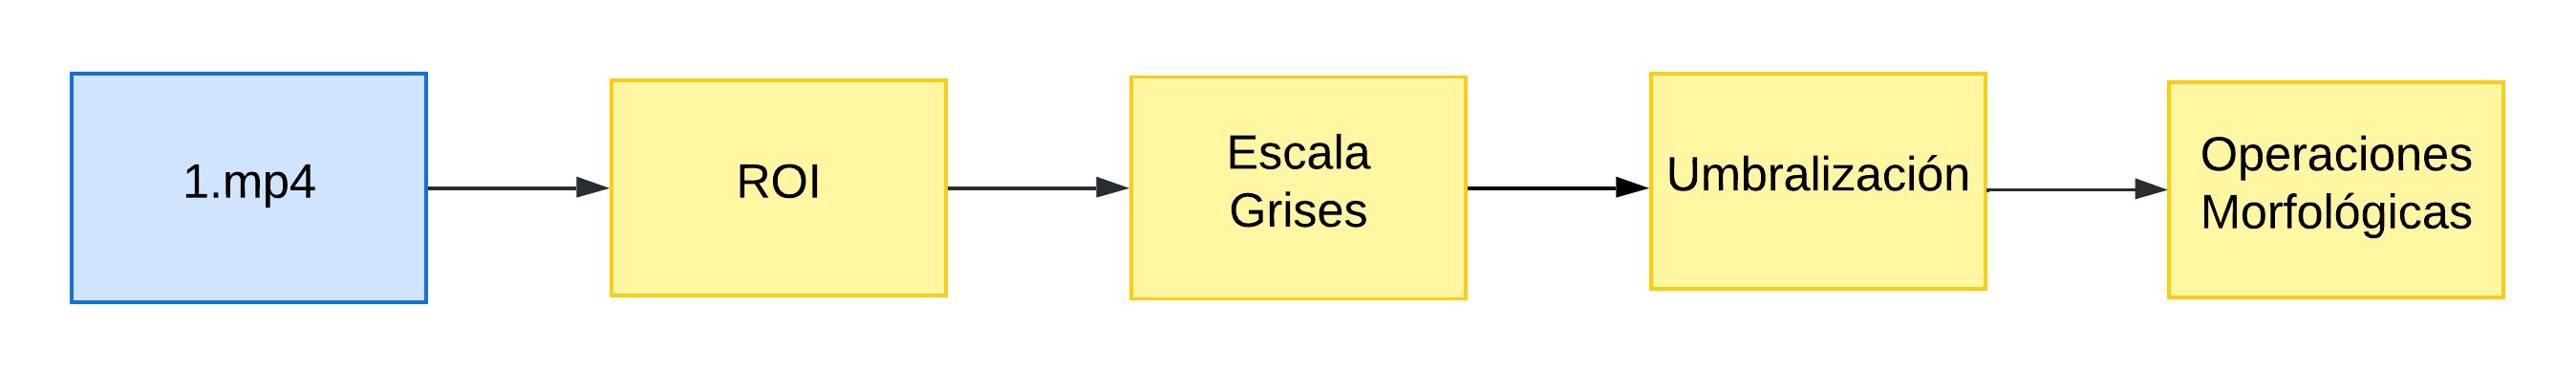 1.mp4
ROI
Escala
Grises
Umbralización
Operaciones
Morfológicas